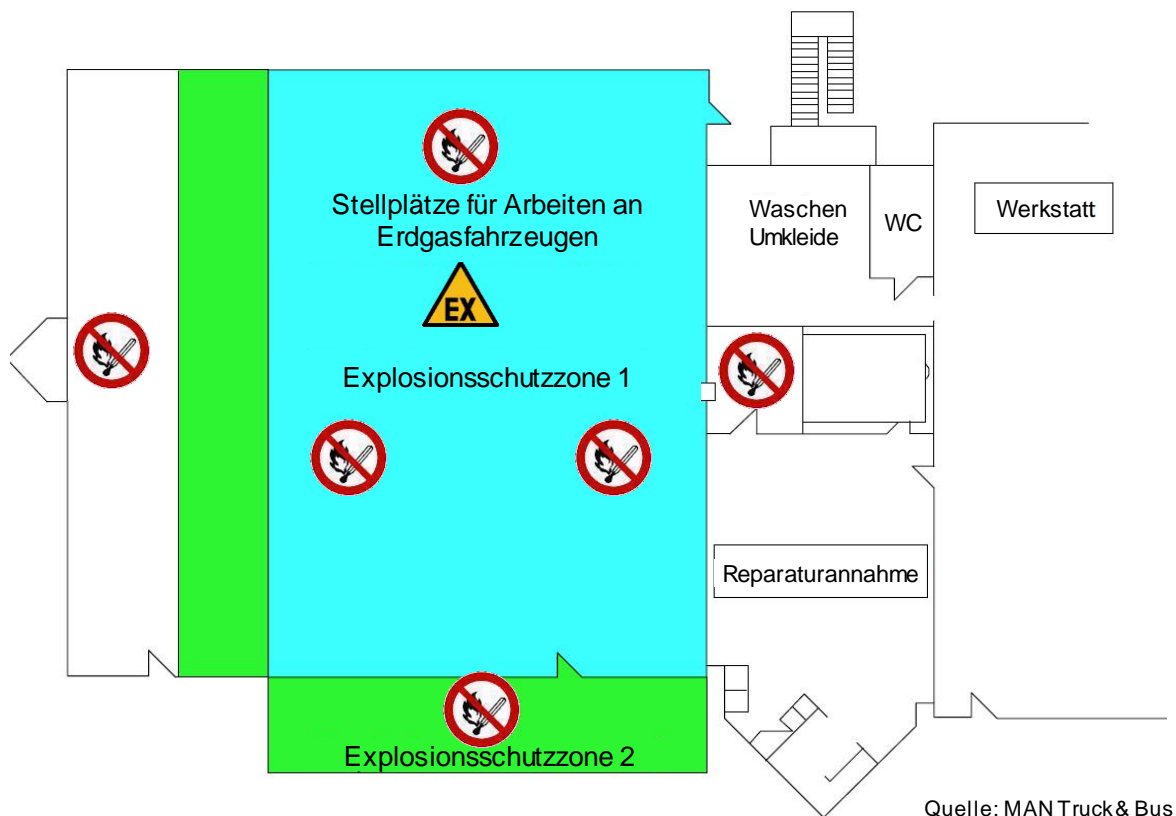 Stellplätze für Arbeiten an
Erdgasfahrzeugen
EX
Explosionsschutzzone 1
Waschen
Umkleide
WC
Werkstatt
Reparaturannahme
Explosionsschutzzone 2
Quelle: MAN Truck & Bus